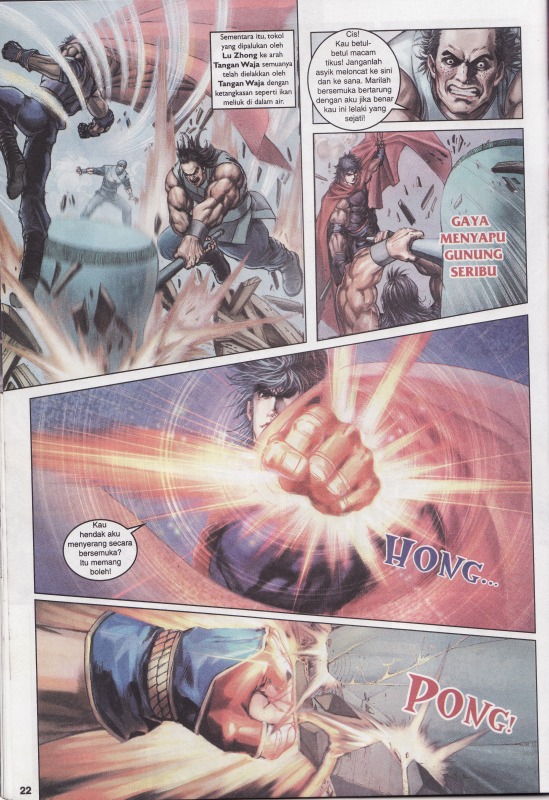 Sementara itu, tokol
yang dipalukan oleh
Lu Zhong ke arah
Tangan Waja semuanya
telah dielakkan oleh
Tangan Waja dengan
ketangkasan seperti ikan
meliuk di dalam air.
Cis!
Kau betul-
betul macam
tikus! Janganlah
asyik meloncat ke sini
dan ke sana. Marilah
bersemuka bertarung
dengan aku jika benar
kau ini lelaki yang
sejati!
GAYA
MENYAPU
GUNUNG
SERIBU
Kau
hendak aku
menyerang secara
bersemuka?
Itu memang
boleh!
HONG...
PONG!
22